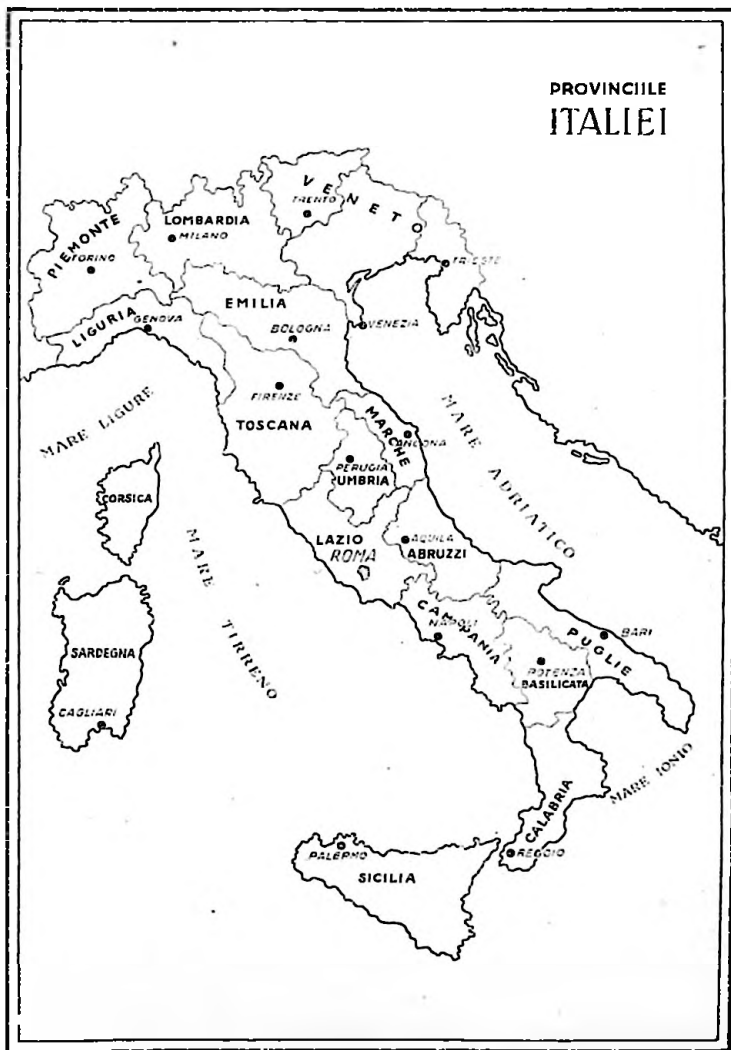 PROVINCIILE
ITALIEI
VENETO
TRENTO
LOMBARDIA
MILANO
PIEMONTE
TORINO
TRIESTE
EMILIA
LIGURIA
GENOVA
BOLOGNA
VENEZIA
FIRENZE
TOSCANA
MARCHE
ANCONA
MARE LIGURE
MARE ADRIATICO
PERUGIA
UMBRIA
CORSICA
LAZIO
ROMA
AQUILA
ABRUZZI
MARE TIRRENO
CAMPANIA
NAPOLI
PUGLIE
BARI
SARDEGNA
POTENZA
BASILICATA
CAGLIARI
MARE IONIO
CALABRIA
REGGIO
PALERMO
SICILIA